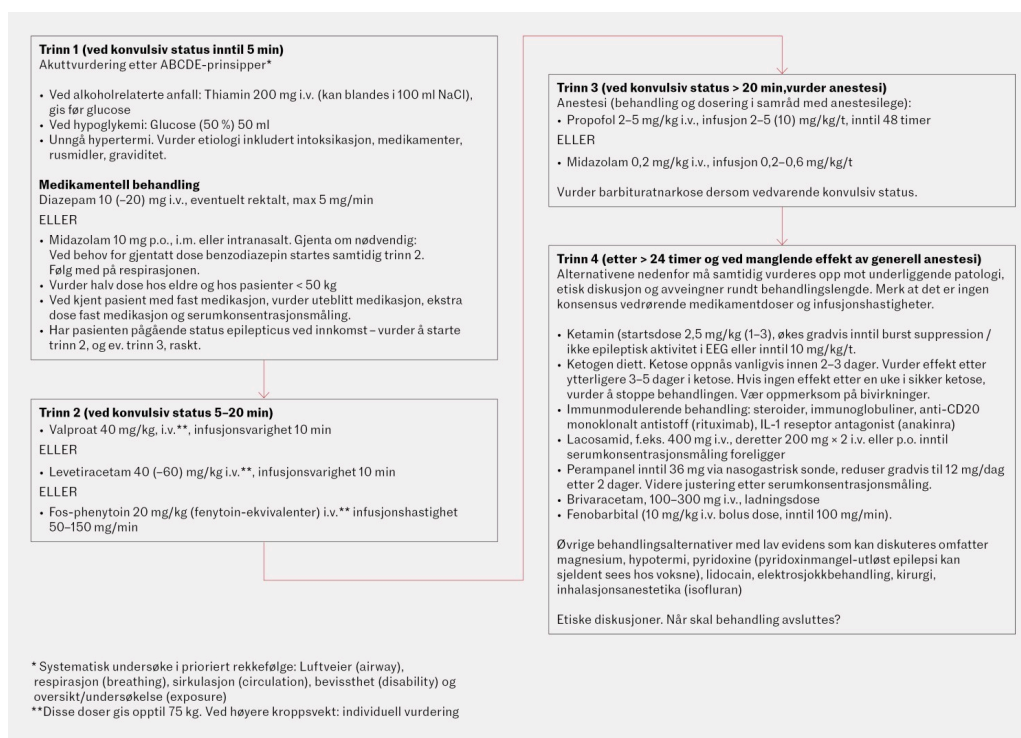 Trinn 1 (ved konvulsiv status inntil 5 min)
Akuttvurdering etter ABCDE-prinsipper*
• Ved alkoholrelaterte anfall: Thiamin 200 mg i.v. (kan blandes i 100 ml NaCl),
gis før glucose
• Ved hypoglykemi: Glucose (50 %) 50 ml
• Unngå hypertermi. Vurder etiologi inkludert intoksikasjon, medikamenter,
rusmidler, graviditet.
Medikamentell behandling
Diazepam 10 (–20) mg i.v., eventuelt rektalt, max 5 mg/min
ELLER
• Midazolam 10 mg p.o., i.m. eller intranasalt. Gjenta om nødvendig:
Ved behov for gjentatt dose benzodiazepin startes samtidig trinn 2.
Følg med på respirasjonen.
• Vurder halv dose hos eldre og hos pasienter < 50 kg
• Ved kjent pasient med fast medikasjon, vurder uteblitt medikasjon, ekstra
dose fast medikasjon og serumkonsentrasjonsmåling.
• Har pasienten pågående status epilepticus ved innkomst – vurder å starte
trinn 2, og ev. trinn 3, raskt.
Trinn 2 (ved konvulsiv status 5–20 min)
• Valproat 40 mg/kg, i.v.**, infusjonsvarighet 10 min
ELLER
• Levetiracetam 40 (–60) mg/kg i.v.**, infusjonsvarighet 10 min
ELLER
• Fos-phenytoin 20 mg/kg (fenytoin-ekvivalenter) i.v.** infusjonshastighet
50–150 mg/min
Trinn 3 (ved konvulsiv status > 20 min,vurder anestesi)
Anestesi (behandling og dosering i samråd med anestesilege):
• Propofol 2–5 mg/kg i.v., infusjon 2–5 (10) mg/kg/t, inntil 48 timer
ELLER
• Midazolam 0,2 mg/kg i.v., infusjon 0,2–0,6 mg/kg/t
Vurder barbituratnarkose dersom vedvarende konvulsiv status.
Trinn 4 (etter > 24 timer og ved manglende effekt av generell anestesi)
Alternativene nedenfor må samtidig vurderes opp mot underliggende patologi,
etisk diskusjon og avveingner rundt behandlingslengde. Merk at det er ingen
konsensus vedrørende medikamentdoser og infusjonshastigheter.
• Ketamin (startsdose 2,5 mg/kg (1–3), økes gradvis inntil burst suppression /
ikke epileptisk aktivitet i EEG eller inntil 10 mg/kg/t.
• Ketogen diett. Ketose oppnås vanligvis innen 2–3 dager. Vurder effekt etter
ytterligere 3–5 dager i ketose. Hvis ingen effekt etter en uke i sikker ketose,
vurder å stoppe behandlingen. Vær oppmerksom på bivirkninger.
• Immunmodulerende behandling: steroider, immunoglobuliner, anti-CD20
monoklonalt antistoff (rituximab), IL-1 reseptor antagonist (anakinra)
• Lacosamid, f.eks. 400 mg i.v., deretter 200 mg × 2 i.v. eller p.o. inntil
serumkonsentrasjonsmåling foreligger
• Perampanel inntil 36 mg via nasogastrisk sonde, reduser gradvis til 12 mg/dag
etter 2 dager. Videre justering etter serumkonsentrasjonsmåling.
• Brivaracetam, 100–300 mg i.v., ladningsdose
• Fenobarbital (10 mg/kg i.v. bolus dose, inntil 100 mg/min).
Øvrige behandlingsalternativer med lav evidens som kan diskuteres omfatter
magnesium, hypotermi, pyridoxine (pyridoxinmangel-utløst epilepsi kan
sjeldent sees hos voksne), lidocain, elektrosjokkbehandling, kirurgi,
inhalasjonsanestetika (isofluran)
Etiske diskusjoner. Når skal behandling avsluttes?
* Systematisk undersøke i prioriert rekkefølge: Luftveier (airway),
respirasjon (breathing), sirkulasjon (circulation), bevissthet (disability) og
oversikt/undersøkelse (exposure)
**Disse doser gis opptil 75 kg. Ved høyere kroppsvekt: individuell vurdering